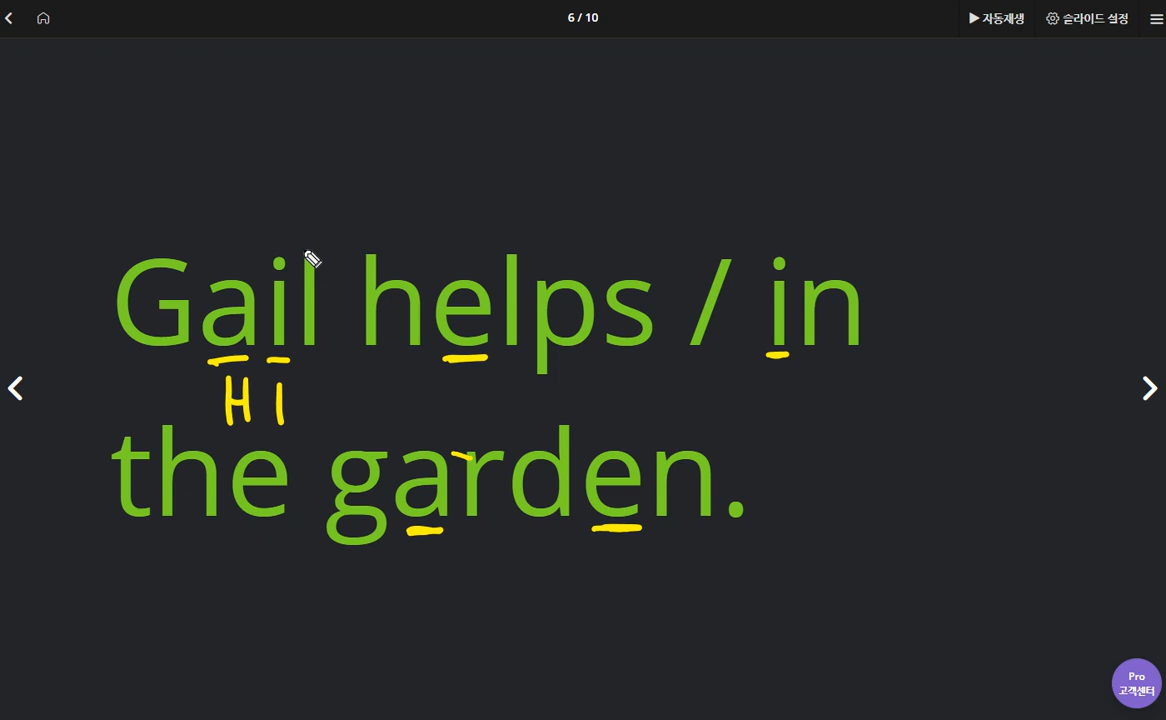 6 / 10
자동재생
슬라이드 설정
Gail helps / in
ㅐ ㅣ
the garden.
Pro
고객센터